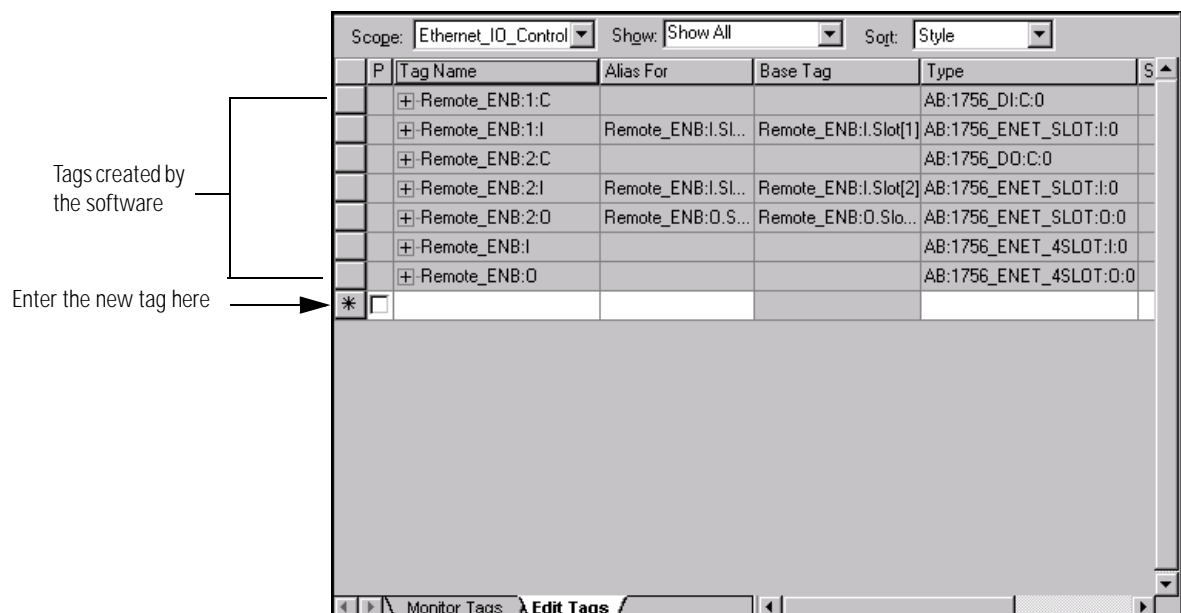 Scope: Ethernet_IO_Control Show: Show All Sort: Style
P Tag Name Alias For Base Tag Type S
Remote_ENB:1:C AB:1756_DI:C:0
Remote_ENB:1:I Remote_ENB:I.Sl... Remote_ENB:I.Slot[1] AB:1756_ENET_SLOT:I:0
Remote_ENB:2:C AB:1756_DO:C:0
Remote_ENB:2:I Remote_ENB:I.Sl... Remote_ENB:I.Slot[2] AB:1756_ENET_SLOT:I:0
Remote_ENB:2:O Remote_ENB:O.S... Remote_ENB:O.Slo... AB:1756_ENET_SLOT:O:0
Remote_ENB:I AB:1756_ENET_4SLOT:I:0
Remote_ENB:O AB:1756_ENET_4SLOT:O:0
Tags created by
the software
Enter the new tag here
Monitor Tags Edit Tags